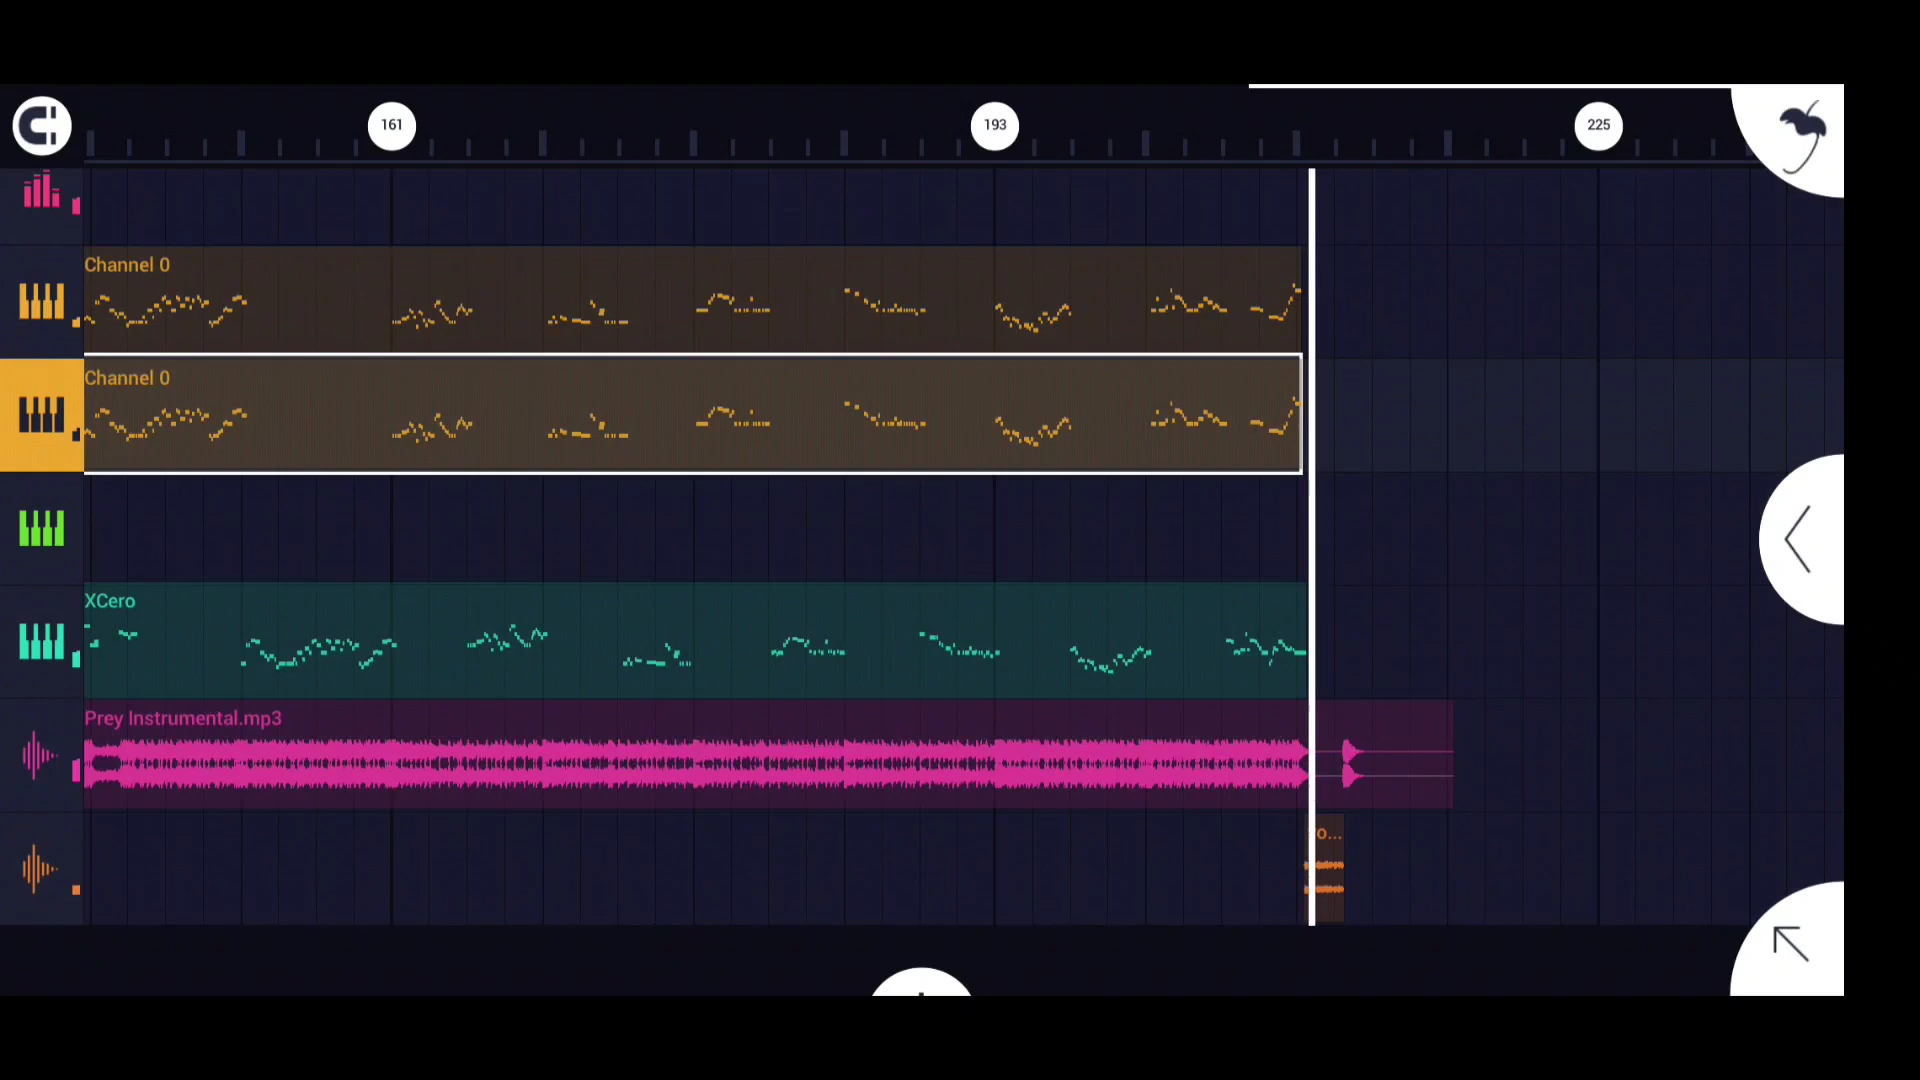 161
193
225
Channel 0
Channel 0
XCero
Prey Instrumental.mp3
o...